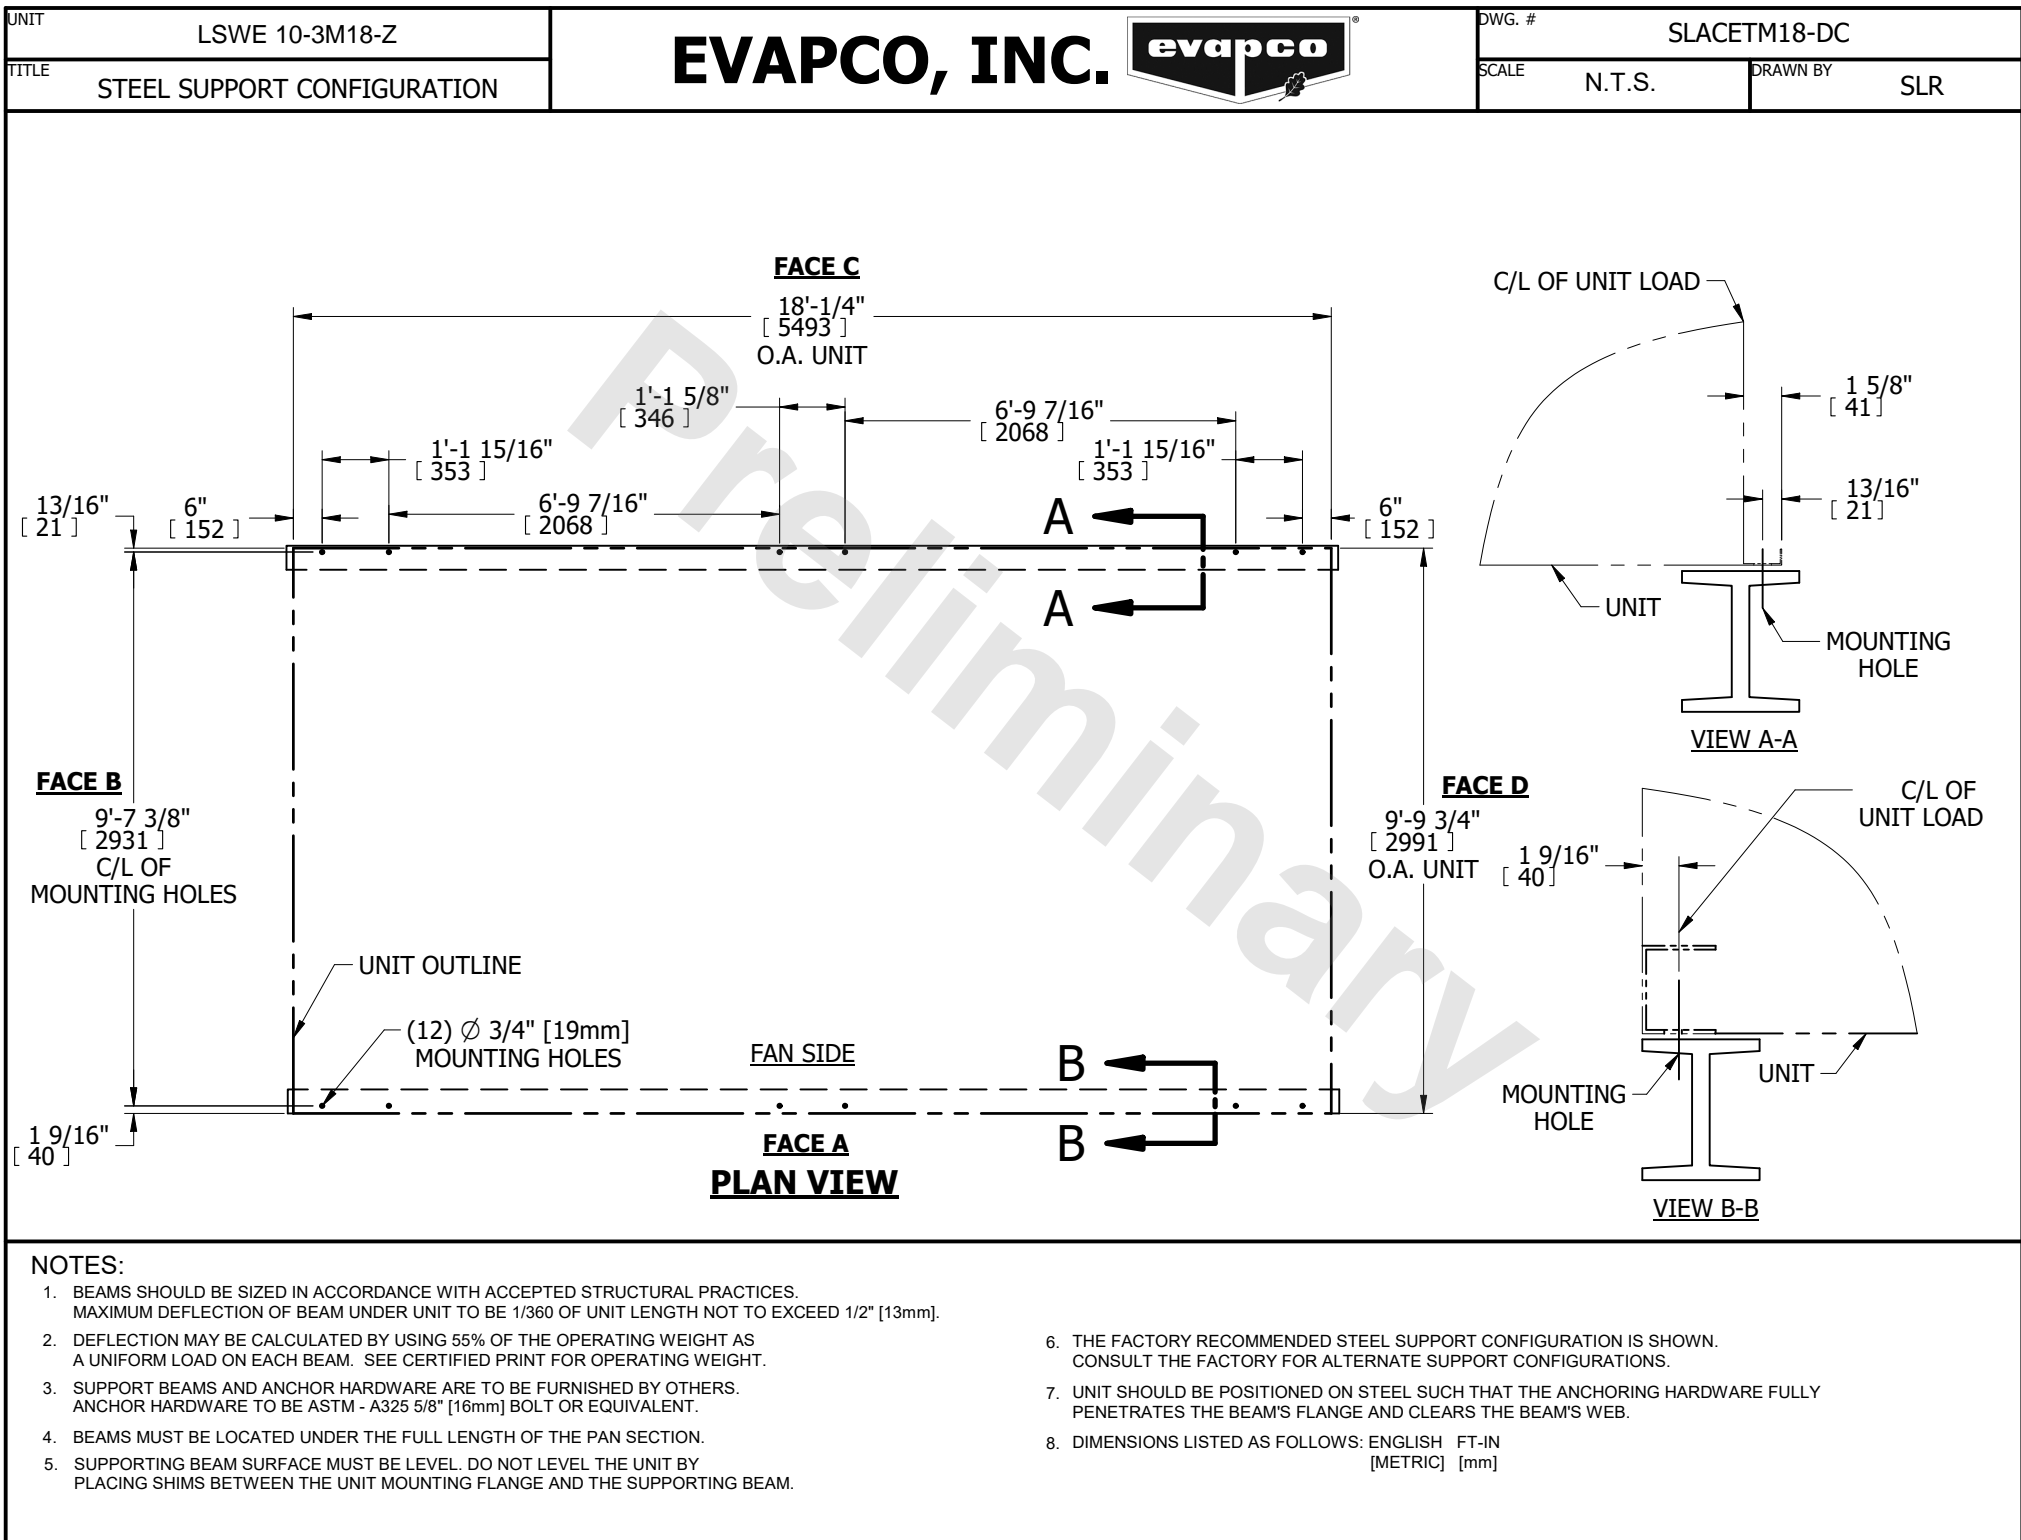 UNIT
LSWE 10-3M18-Z
TITLE
STEEL SUPPORT CONFIGURATION
EVAPCO, INC.
evapco
®
DWG. #
SLACETM18-DC
SCALE
N.T.S.
DRAWN BY
SLR
FACE C
18'-1/4"
[ 5493 ]
O.A. UNIT
1'-1 5/8"
[ 346 ]
6'-9 7/16"
[ 2068 ]
1'-1 15/16"
[ 353 ]
1'-1 15/16"
[ 353 ]
13/16"
[ 21 ]
6"
[ 152 ]
6'-9 7/16"
[ 2068 ]
6"
[ 152 ]
A
A
FACE B
9'-7 3/8"
[ 2931 ]
C/L OF
MOUNTING HOLES
FACE D
9'-9 3/4"
[ 2991 ]
O.A. UNIT
UNIT OUTLINE
(12) Ø 3/4" [19mm]
MOUNTING HOLES
FAN SIDE
B
B
1 9/16"
[ 40 ]
FACE A
PLAN VIEW
Preliminary
C/L OF UNIT LOAD
1 5/8"
[ 41 ]
13/16"
[ 21 ]
UNIT
MOUNTING
HOLE
VIEW A-A
C/L OF
UNIT LOAD
1 9/16"
[ 40 ]
UNIT
MOUNTING
HOLE
VIEW B-B
NOTES:
1. BEAMS SHOULD BE SIZED IN ACCORDANCE WITH ACCEPTED STRUCTURAL PRACTICES.
MAXIMUM DEFLECTION OF BEAM UNDER UNIT TO BE 1/360 OF UNIT LENGTH NOT TO EXCEED 1/2" [13mm].
2. DEFLECTION MAY BE CALCULATED BY USING 55% OF THE OPERATING WEIGHT AS
A UNIFORM LOAD ON EACH BEAM. SEE CERTIFIED PRINT FOR OPERATING WEIGHT.
3. SUPPORT BEAMS AND ANCHOR HARDWARE ARE TO BE FURNISHED BY OTHERS.
ANCHOR HARDWARE TO BE ASTM - A325 5/8" [16mm] BOLT OR EQUIVALENT.
4. BEAMS MUST BE LOCATED UNDER THE FULL LENGTH OF THE PAN SECTION.
5. SUPPORTING BEAM SURFACE MUST BE LEVEL. DO NOT LEVEL THE UNIT BY
PLACING SHIMS BETWEEN THE UNIT MOUNTING FLANGE AND THE SUPPORTING BEAM.
6. THE FACTORY RECOMMENDED STEEL SUPPORT CONFIGURATION IS SHOWN.
CONSULT THE FACTORY FOR ALTERNATE SUPPORT CONFIGURATIONS.
7. UNIT SHOULD BE POSITIONED ON STEEL SUCH THAT THE ANCHORING HARDWARE FULLY
PENETRATES THE BEAM'S FLANGE AND CLEARS THE BEAM'S WEB.
8. DIMENSIONS LISTED AS FOLLOWS: ENGLISH FT-IN
[METRIC] [mm]